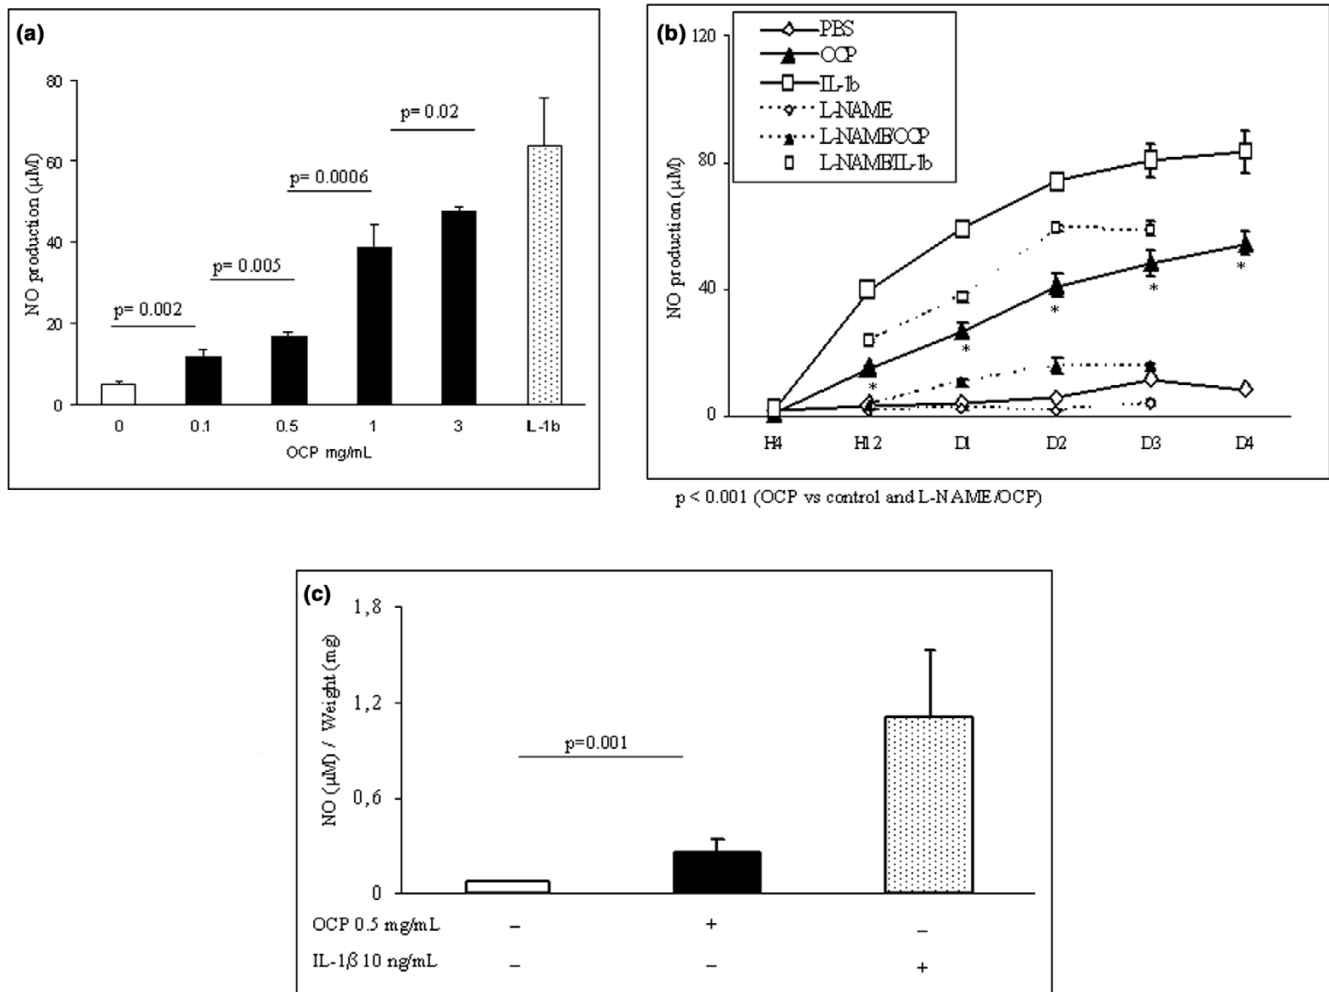 (a)
80
60
40
20
0
NO production (µM)
p= 0.002
p= 0.005
p= 0.0006
p= 0.02
0 0.1 0.5 1 3 L-1b
OCP mg/mL
(b)
PBS
OCP
IL-1b
L-NAME
L-NAME/OCP
L-NAME/IL-1b
120
80
40
0
NO production (µM)
*
*
*
*
*
H4 H12 D1 D2 D3 D4
p < 0.001 (OCP vs control and L-NAME/OCP)
(c)
1,8
1,2
0,6
0
NO (µM) / Weight (mg)
p=0.001
OCP 0.5 mg/mL – + –
IL-1β 10 ng/mL – – +